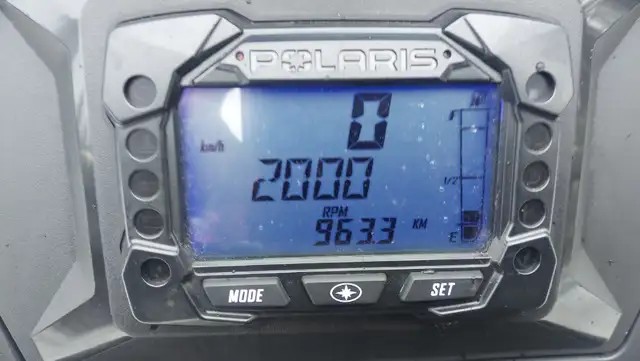 POLARIS
0
km/h
F
2000
1/2
RPM
963.3 KM
E
MODE
SET